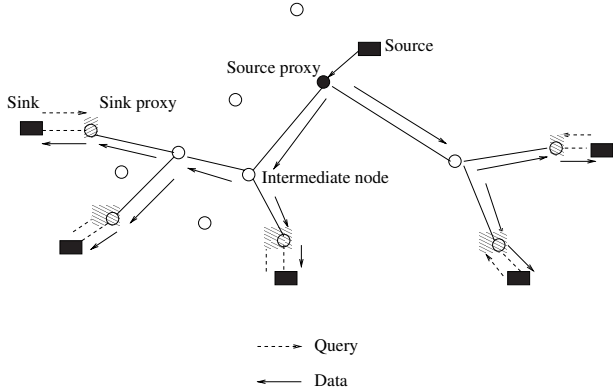 Source
Source proxy
Sink
Sink proxy
Intermediate node
Query
Data